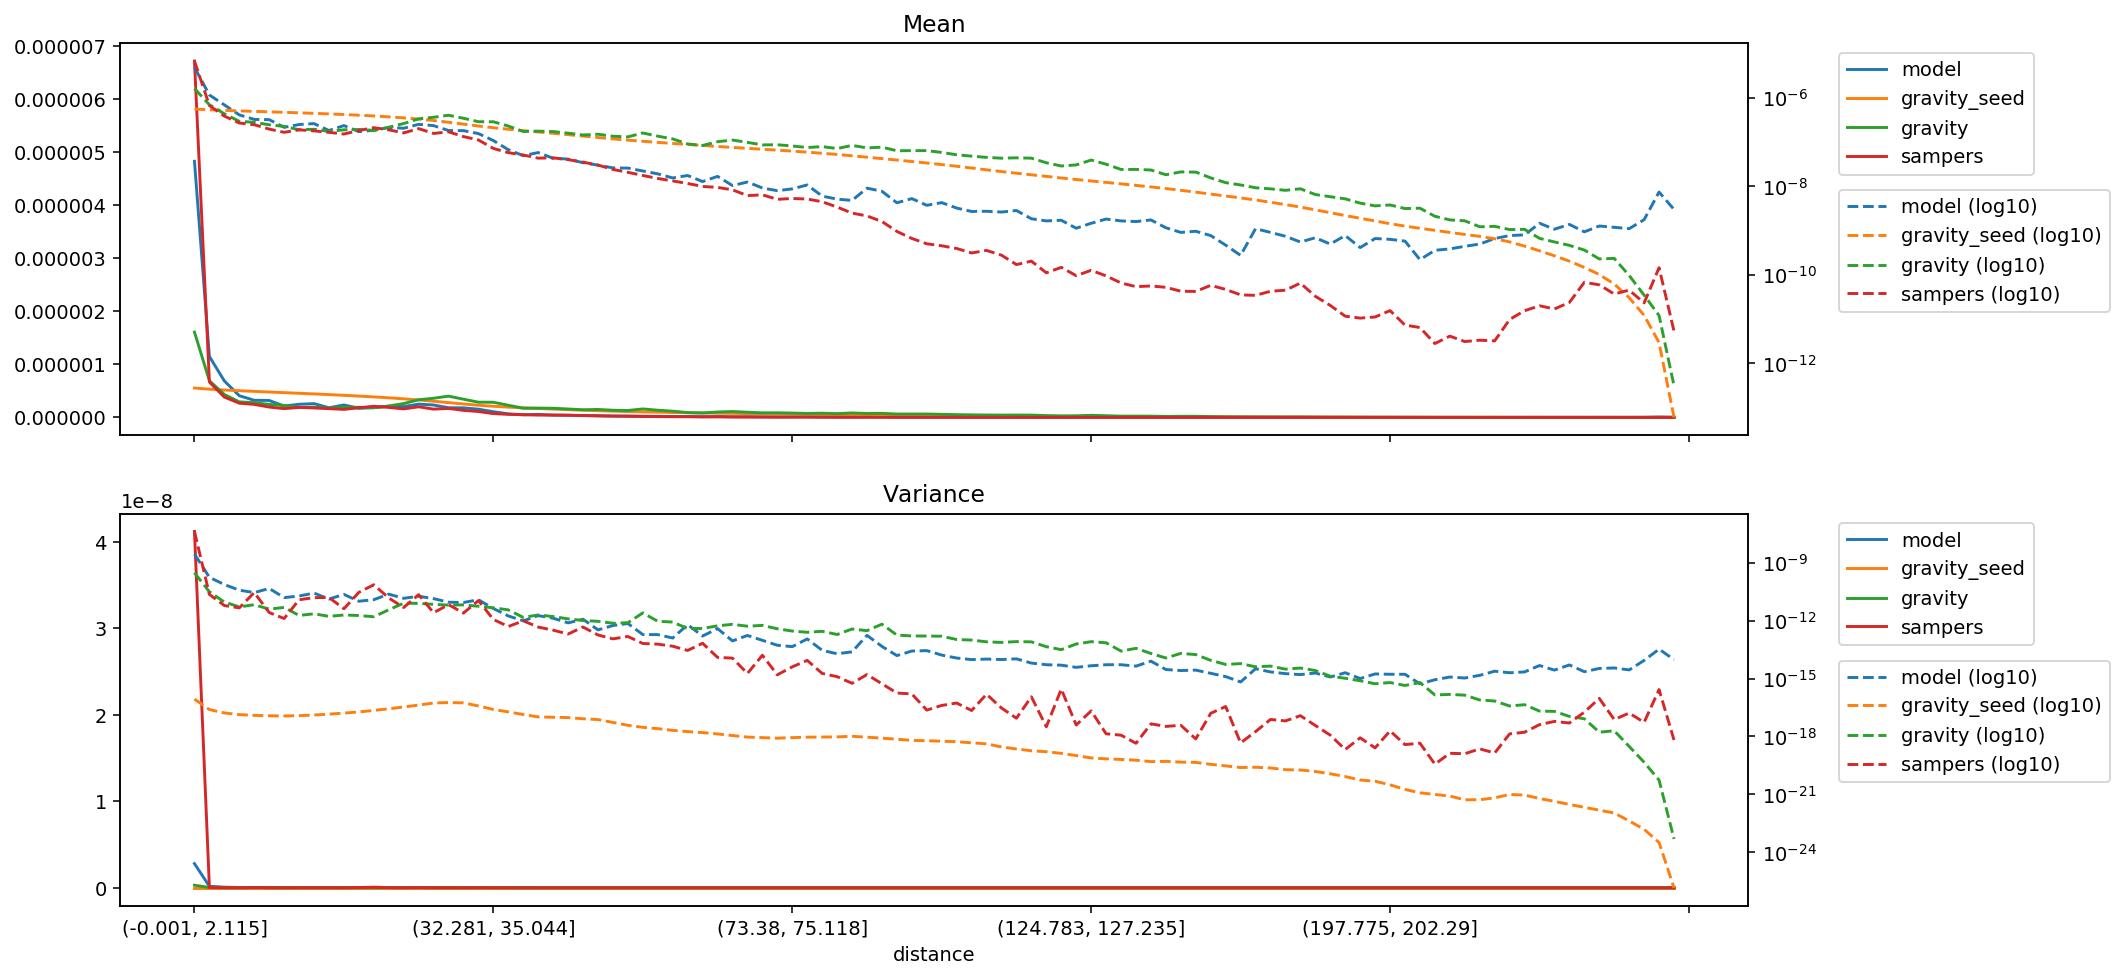 Mean
0.000007
0.000006
0.000005
0.000004
0.000003
0.000002
0.000001
0.000000
10−6
10−8
10−10
10−12
model
gravity_seed
gravity
sampers
model (log10)
gravity_seed (log10)
gravity (log10)
sampers (log10)
Variance
1e−8
4
3
2
1
0
10−9
10−12
10−15
10−18
10−21
10−24
model
gravity_seed
gravity
sampers
model (log10)
gravity_seed (log10)
gravity (log10)
sampers (log10)
(-0.001, 2.115]
(32.281, 35.044]
(73.38, 75.118]
(124.783, 127.235]
(197.775, 202.29]
distance